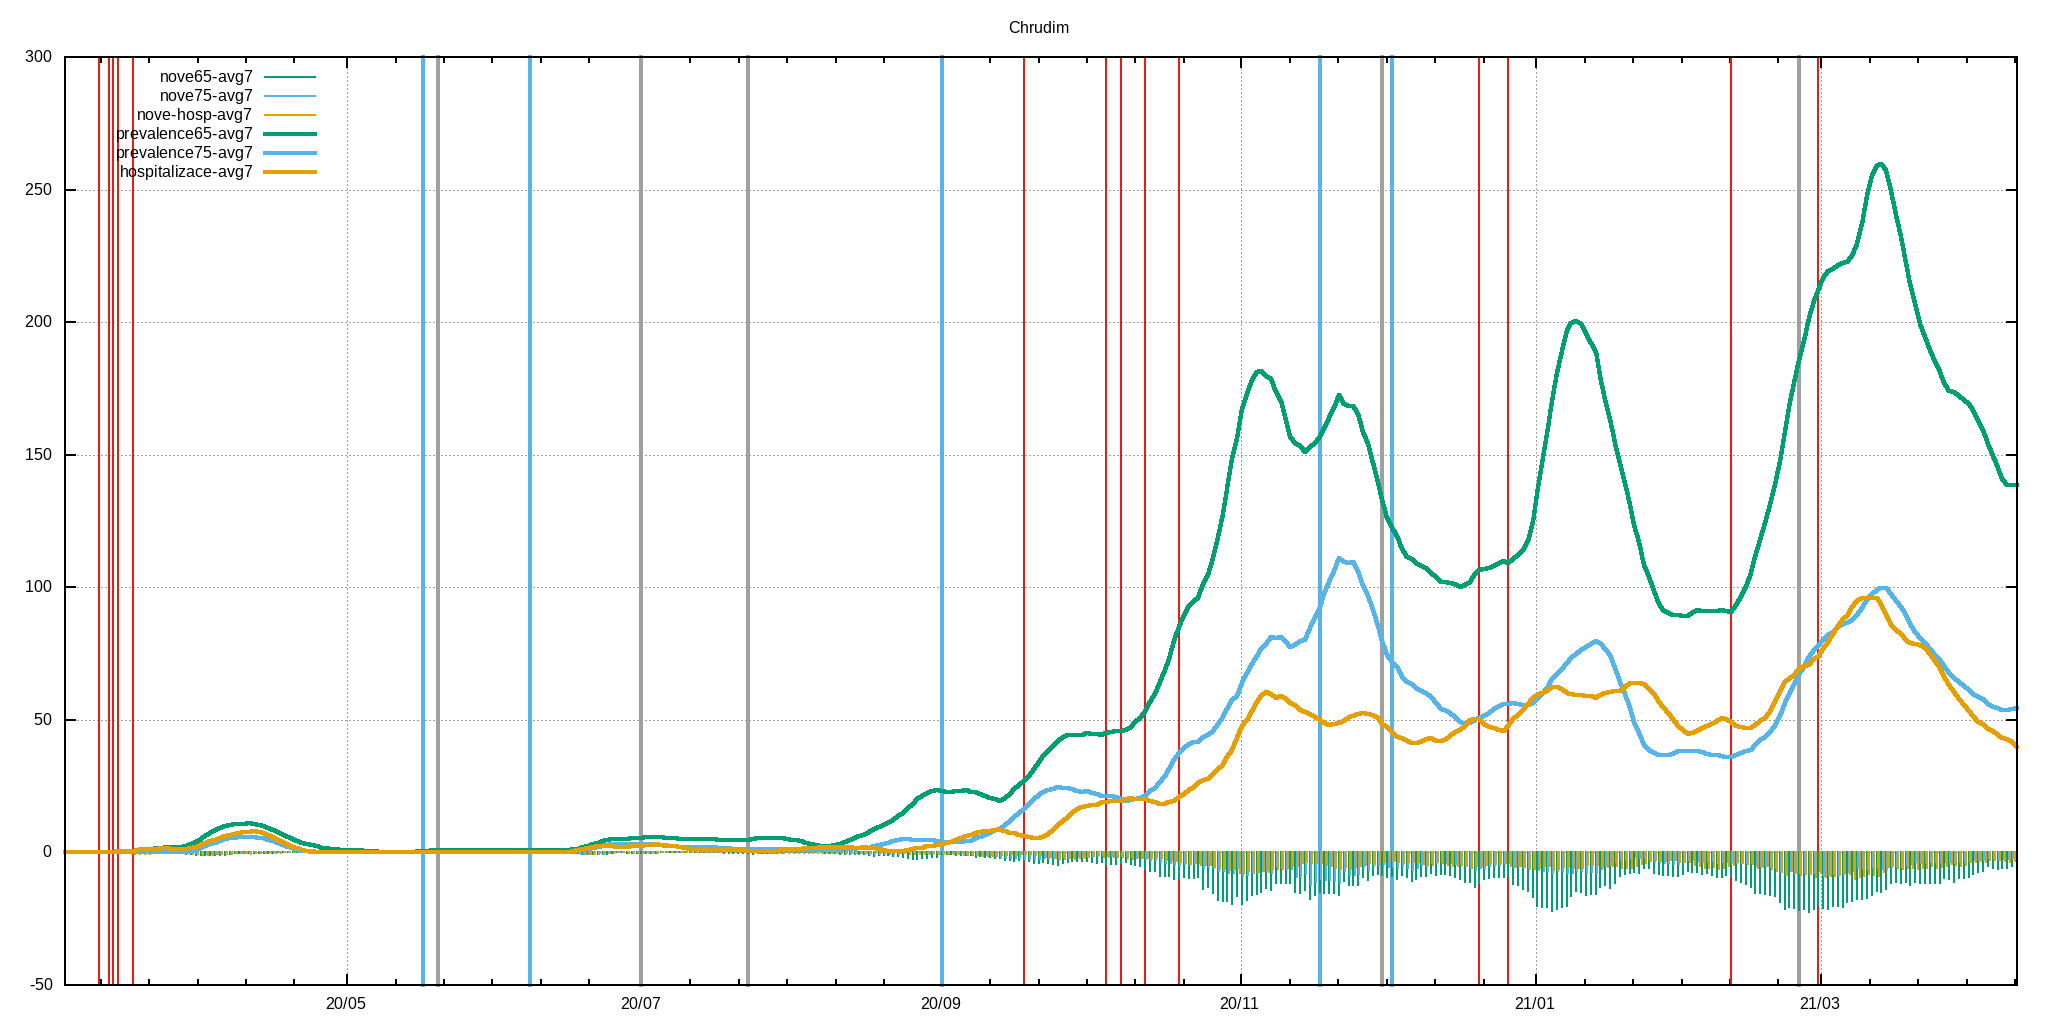 Chrudim
300
250
200
150
100
50
0
-50
nove65-avg7
nove75-avg7
nove-hosp-avg7
prevalence65-avg7
prevalence75-avg7
hospitalizace-avg7
20/05
20/07
20/09
20/11
21/01
21/03